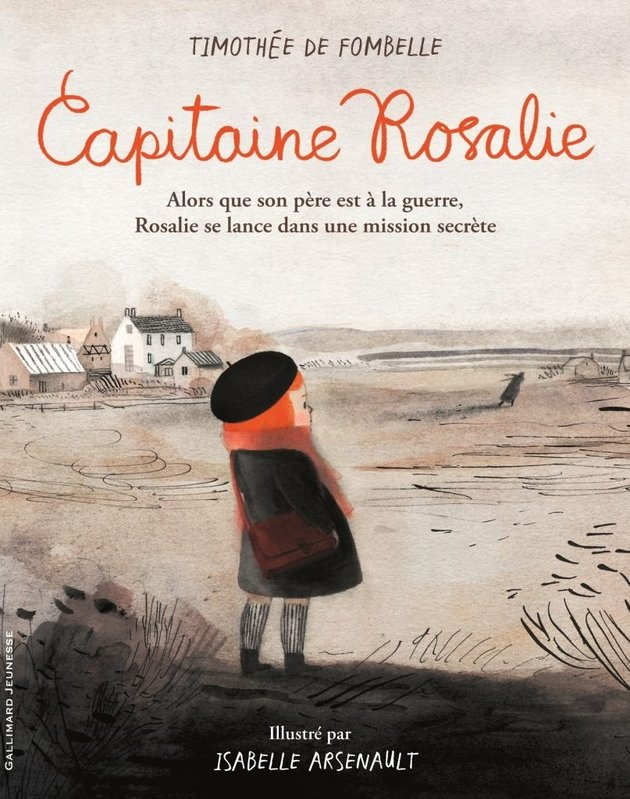 TIMOTHÉE DE FOMBELLE
Capitaine Rosalie
Alors que son père est à la guerre,
Rosalie se lance dans une mission secrète
GALLIMARD JEUNESSE
Illustré par
ISABELLE ARSENAULT